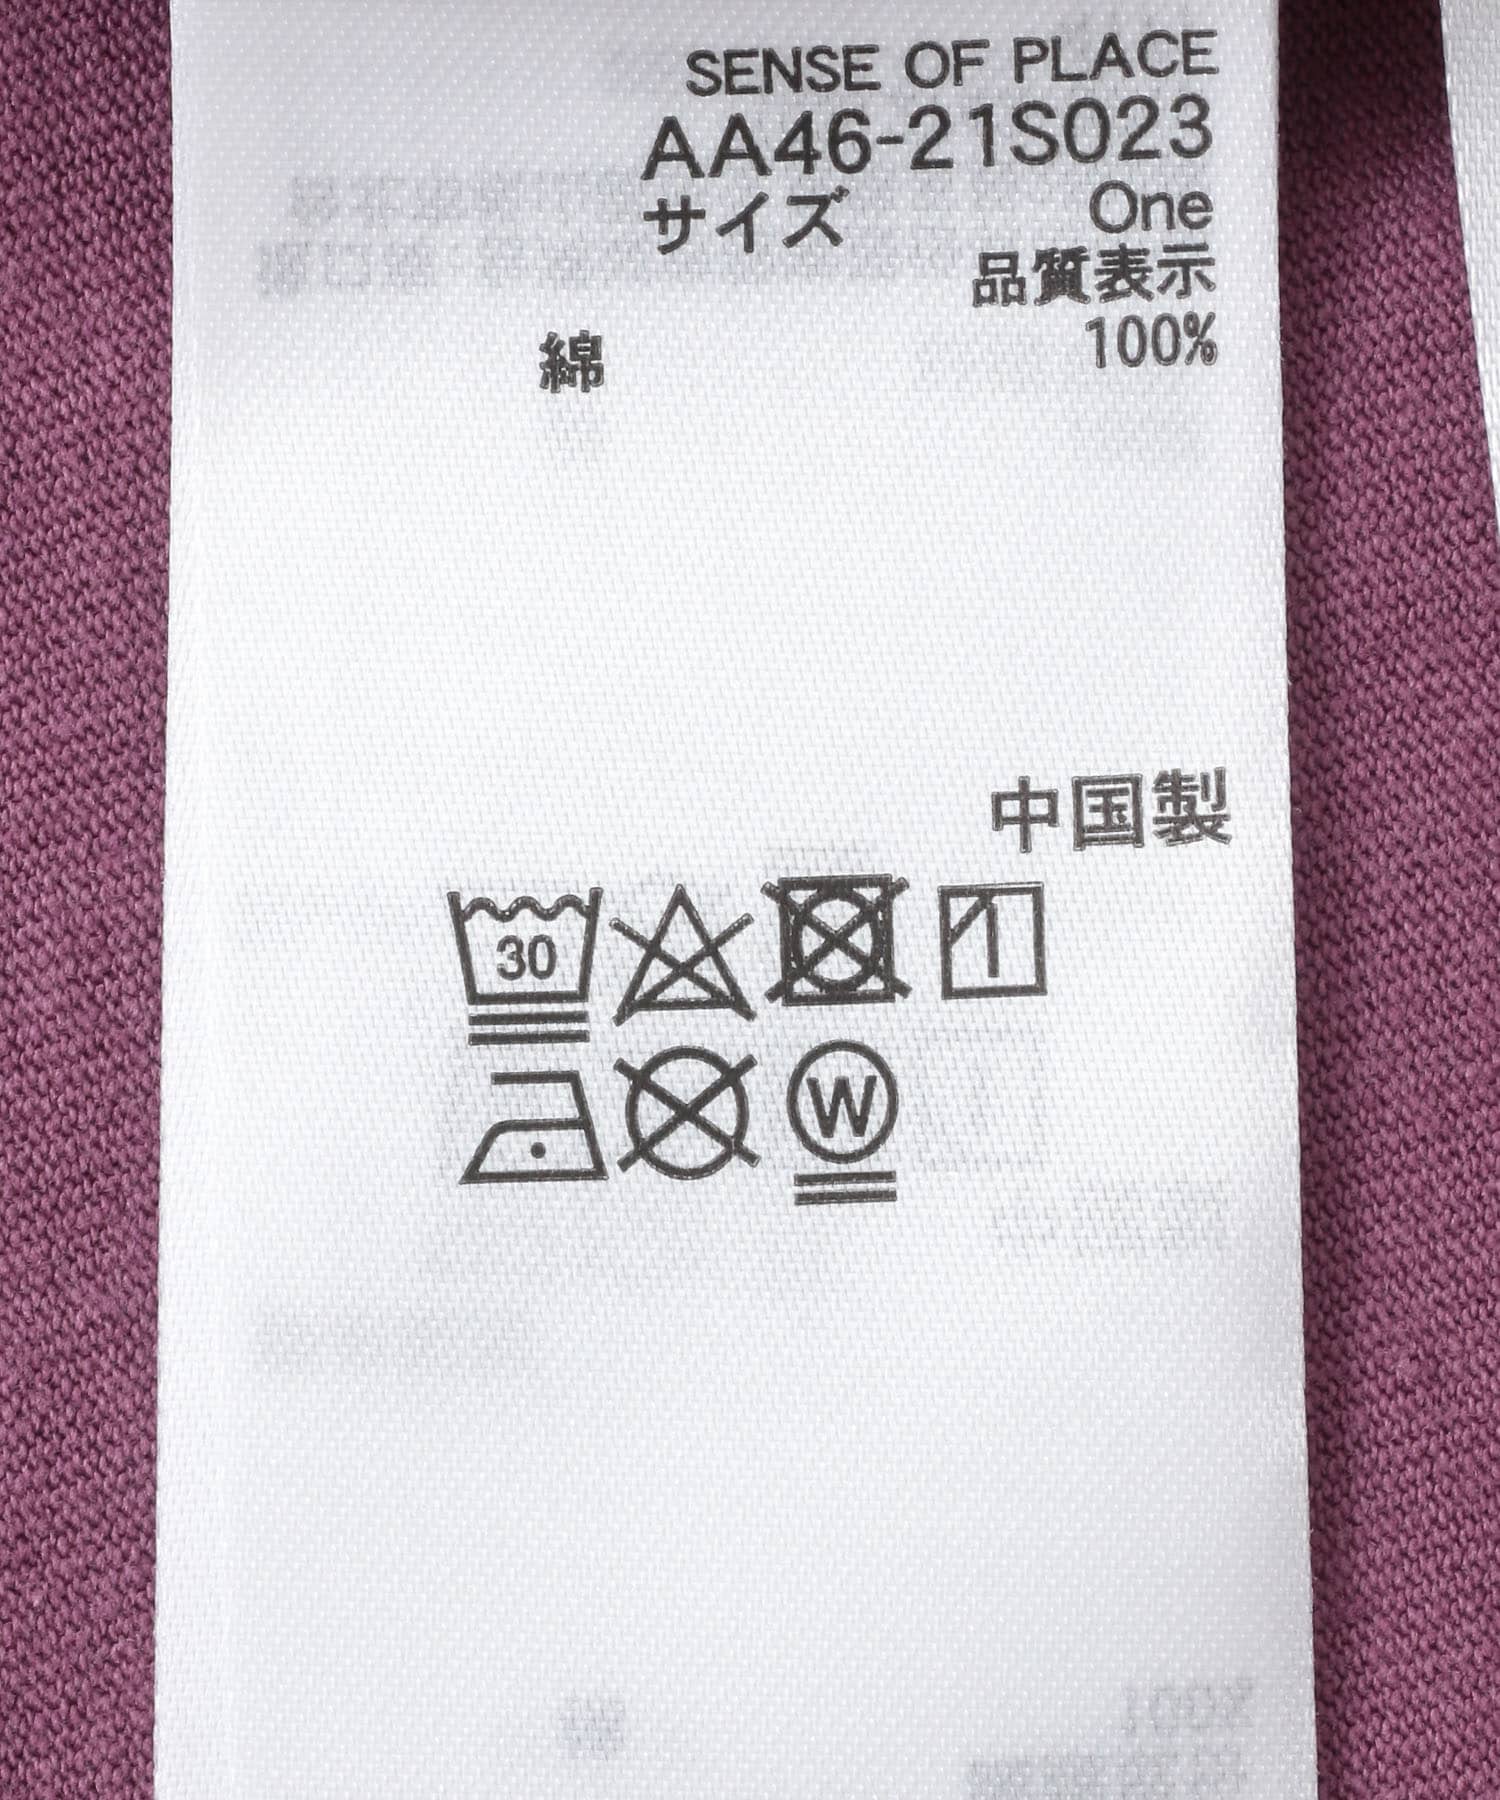 SENSE OF PLACE
AA46-21S023
サイズ One
品質表示
綿 100%
中国製
30
W